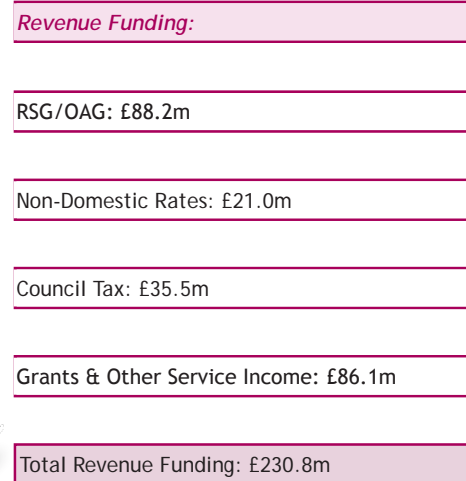 Revenue Funding:
RSG/OAG: £88.2m
Non-Domestic Rates: £21.0m
Council Tax: £35.5m
Grants & Other Service Income: £86.1m
Total Revenue Funding: £230.8m